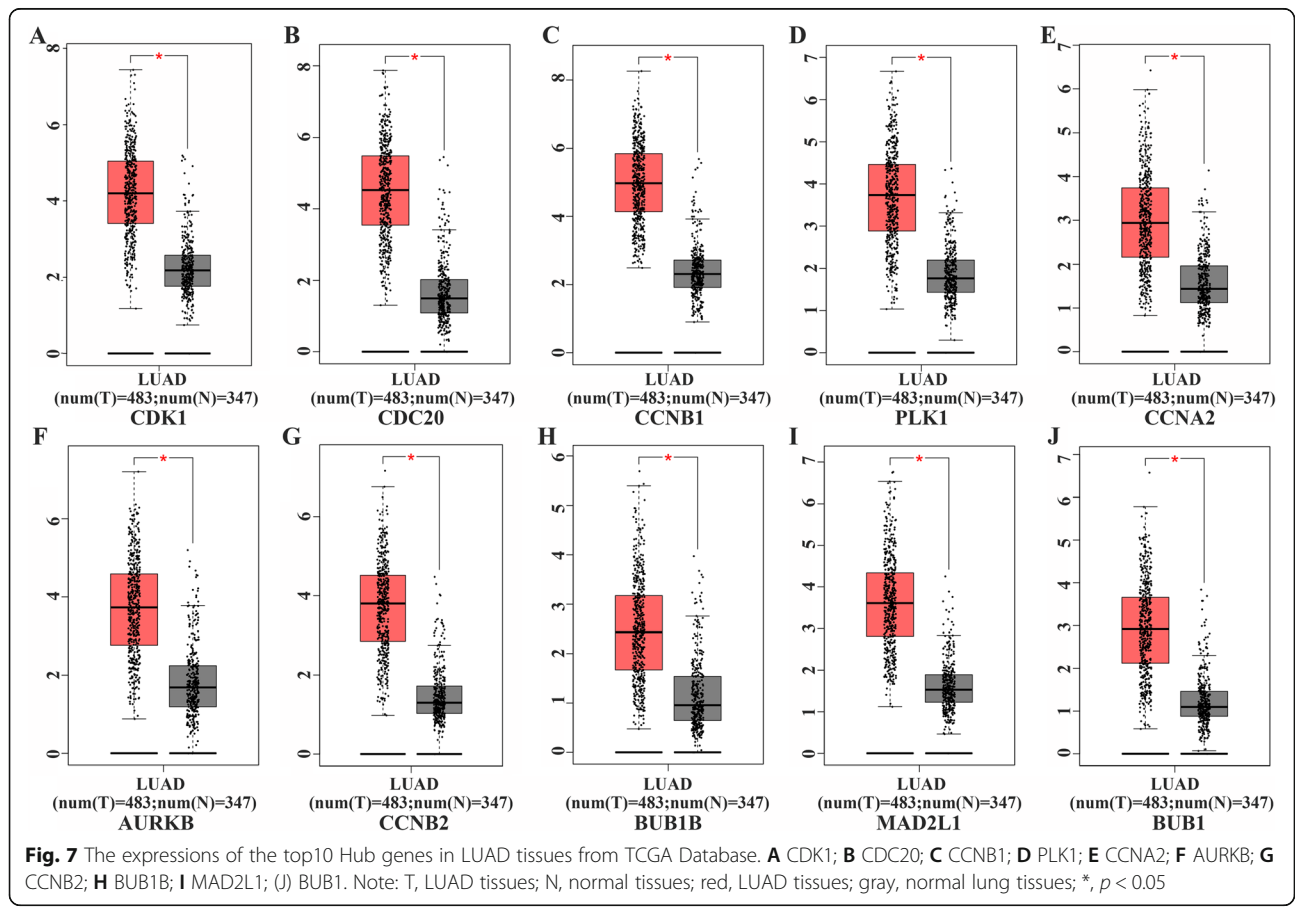 A
B
C
D
E
8
6
4
2
0
*
8
6
4
2
0
*
8
6
4
2
0
*
7
6
5
4
3
2
1
0
*
7
6
5
4
3
2
1
0
*
LUAD
(num(T)=483;num(N)=347)
CDK1
LUAD
(num(T)=483;num(N)=347)
CDC20
LUAD
(num(T)=483;num(N)=347)
CCNB1
LUAD
(num(T)=483;num(N)=347)
PLK1
LUAD
(num(T)=483;num(N)=347)
CCNA2
F
G
H
I
J
6
4
2
0
*
6
4
2
0
*
6
5
4
3
2
1
0
*
7
6
5
4
3
2
1
0
*
7
6
5
4
3
2
1
0
*
LUAD
(num(T)=483;num(N)=347)
AURKB
LUAD
(num(T)=483;num(N)=347)
CCNB2
LUAD
(num(T)=483;num(N)=347)
BUB1B
LUAD
(num(T)=483;num(N)=347)
MAD2L1
LUAD
(num(T)=483;num(N)=347)
BUB1
Fig. 7 The expressions of the top10 Hub genes in LUAD tissues from TCGA Database. A CDK1; B CDC20; C CCNB1; D PLK1; E CCNA2; F AURKB; G
CCNB2; H BUB1B; I MAD2L1; (J) BUB1. Note: T, LUAD tissues; N, normal tissues; red, LUAD tissues; gray, normal lung tissues; *, p < 0.05